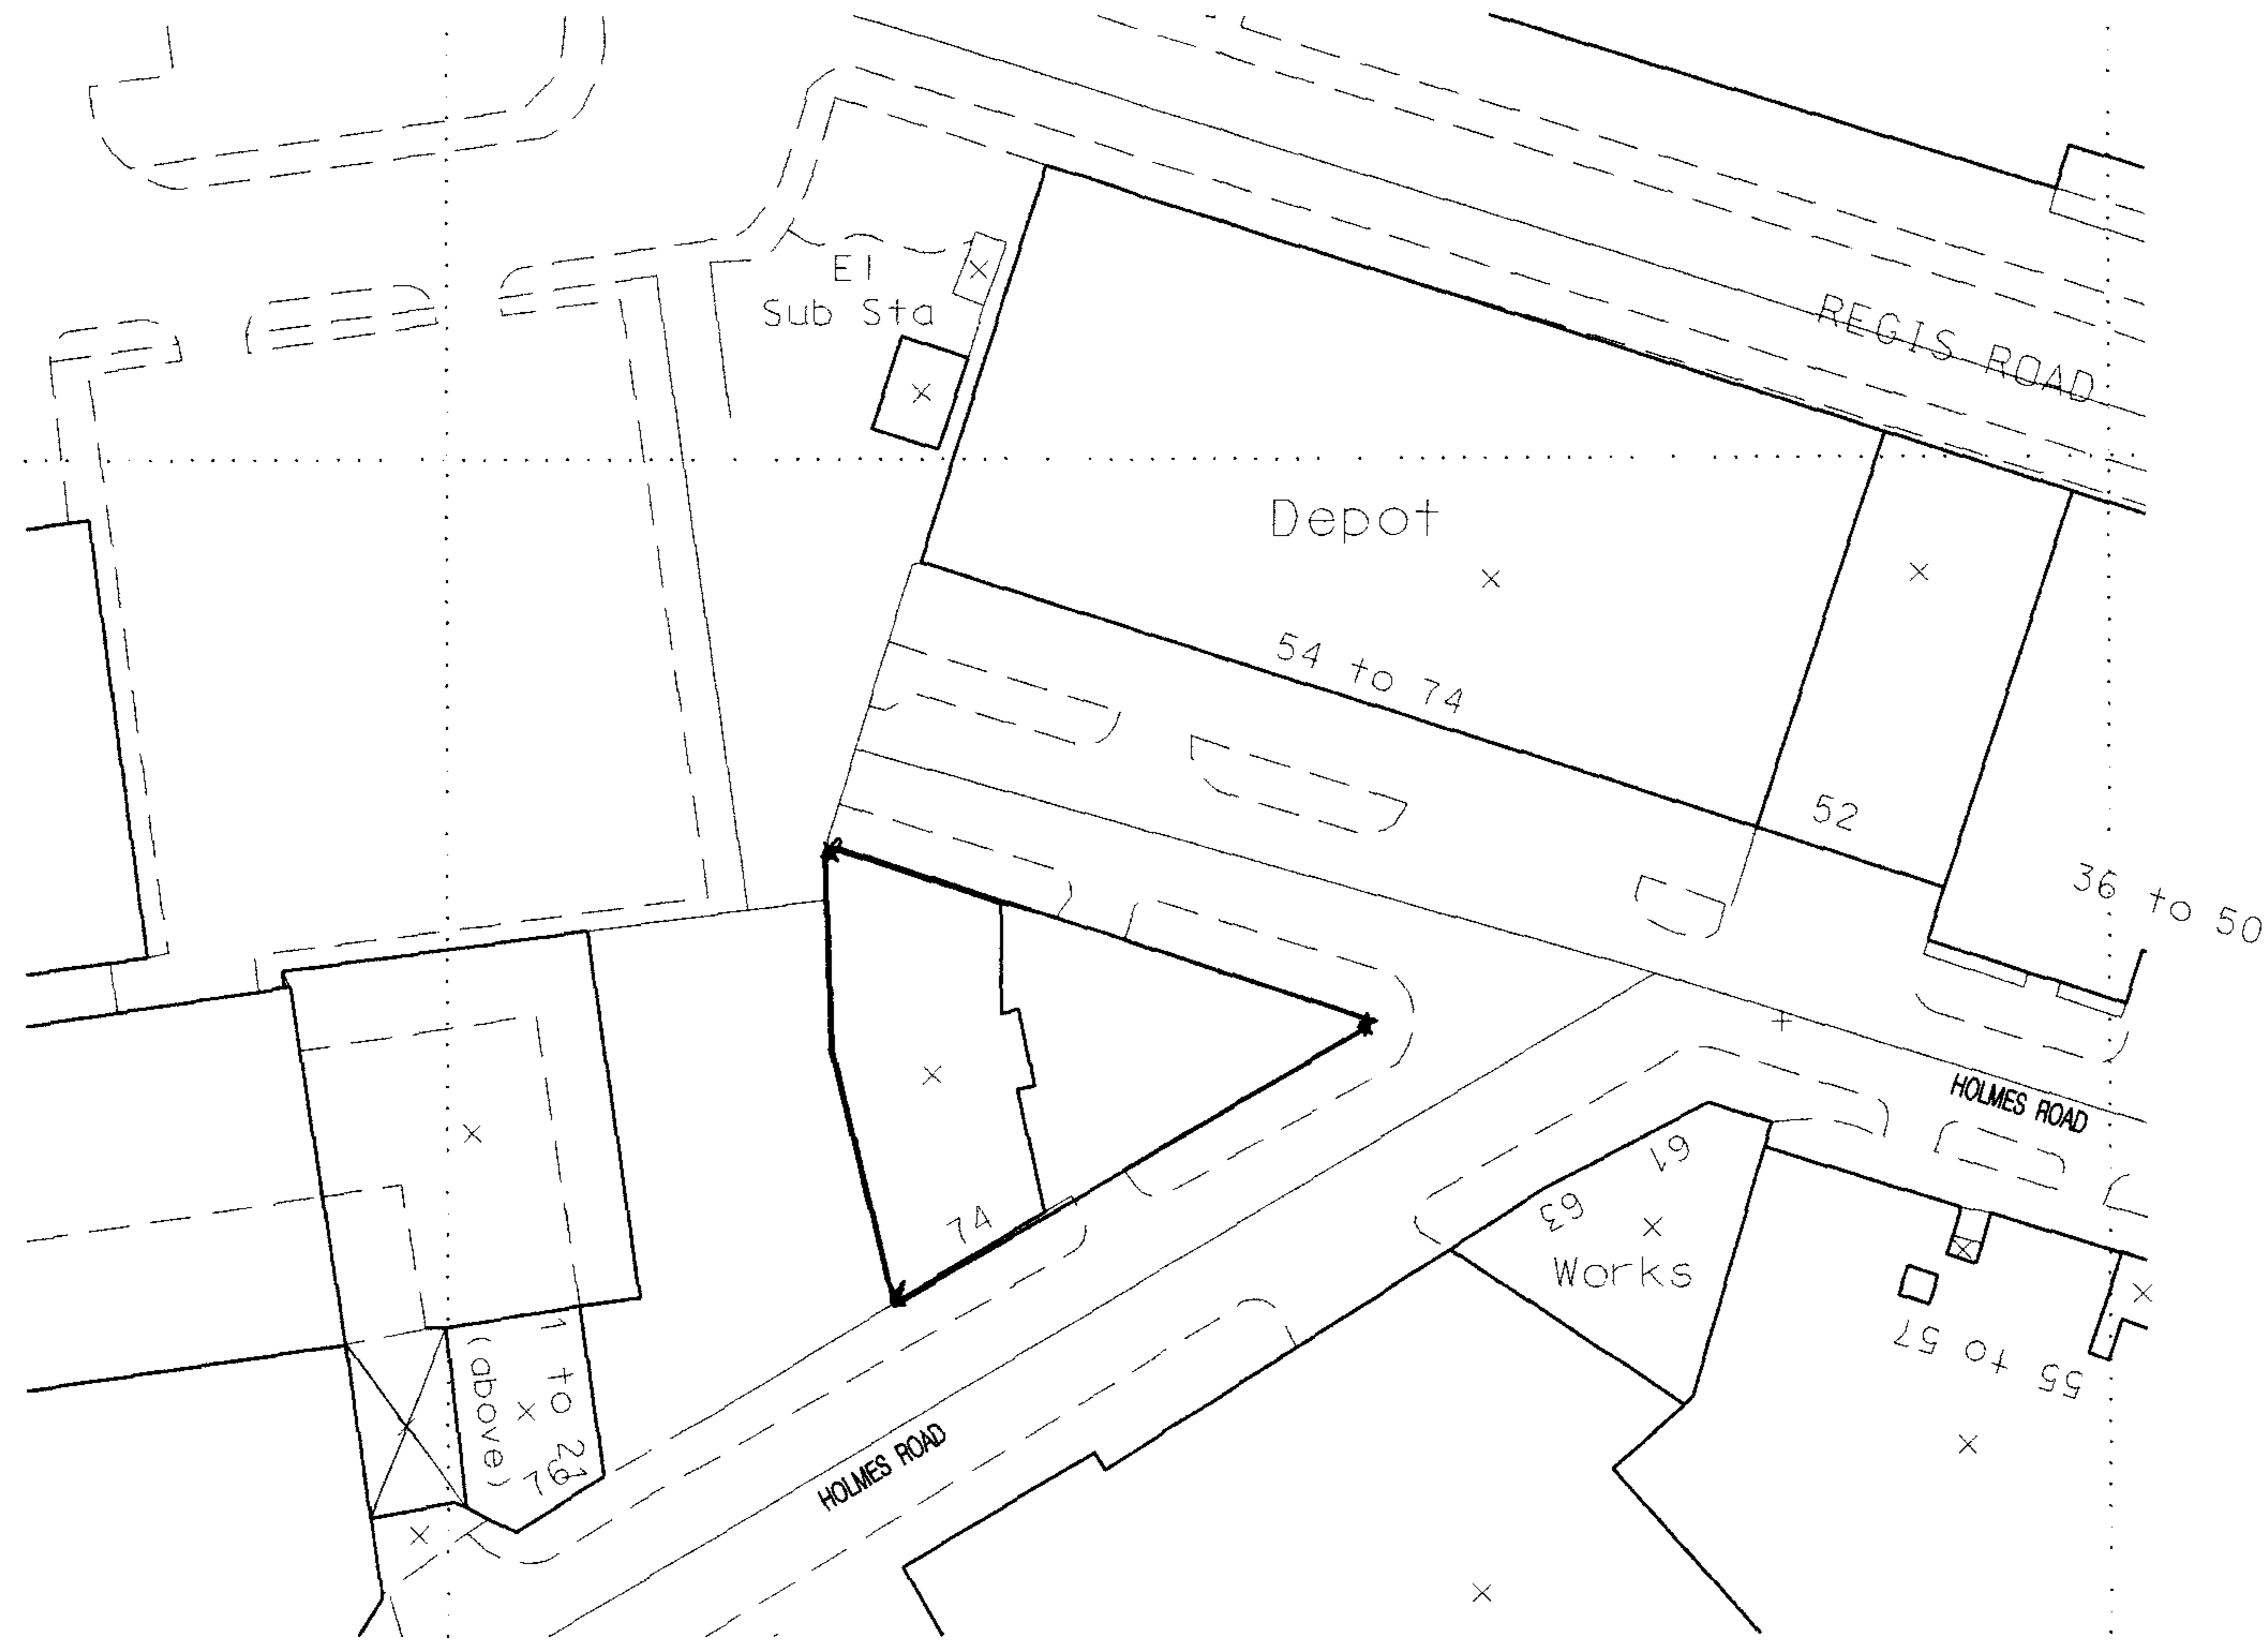 REGIS ROAD
El
Sub Sta
Depot
54 to 74
52
36 to 50
HOLMES ROAD
61
63
Works
74
55 to 57
1 to 21
(above)
76
HOLMES ROAD